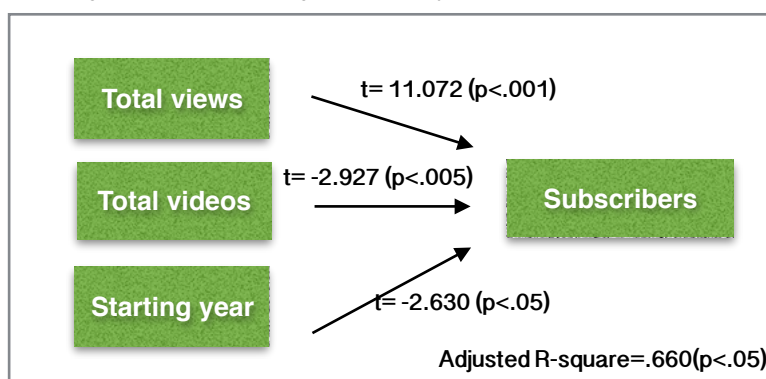 Total views
t= 11.072 (p<.001)
Total videos
t= -2.927 (p<.005)
Subscribers
Starting year
t= -2.630 (p<.05)
Adjusted R-square=.660(p<.05)